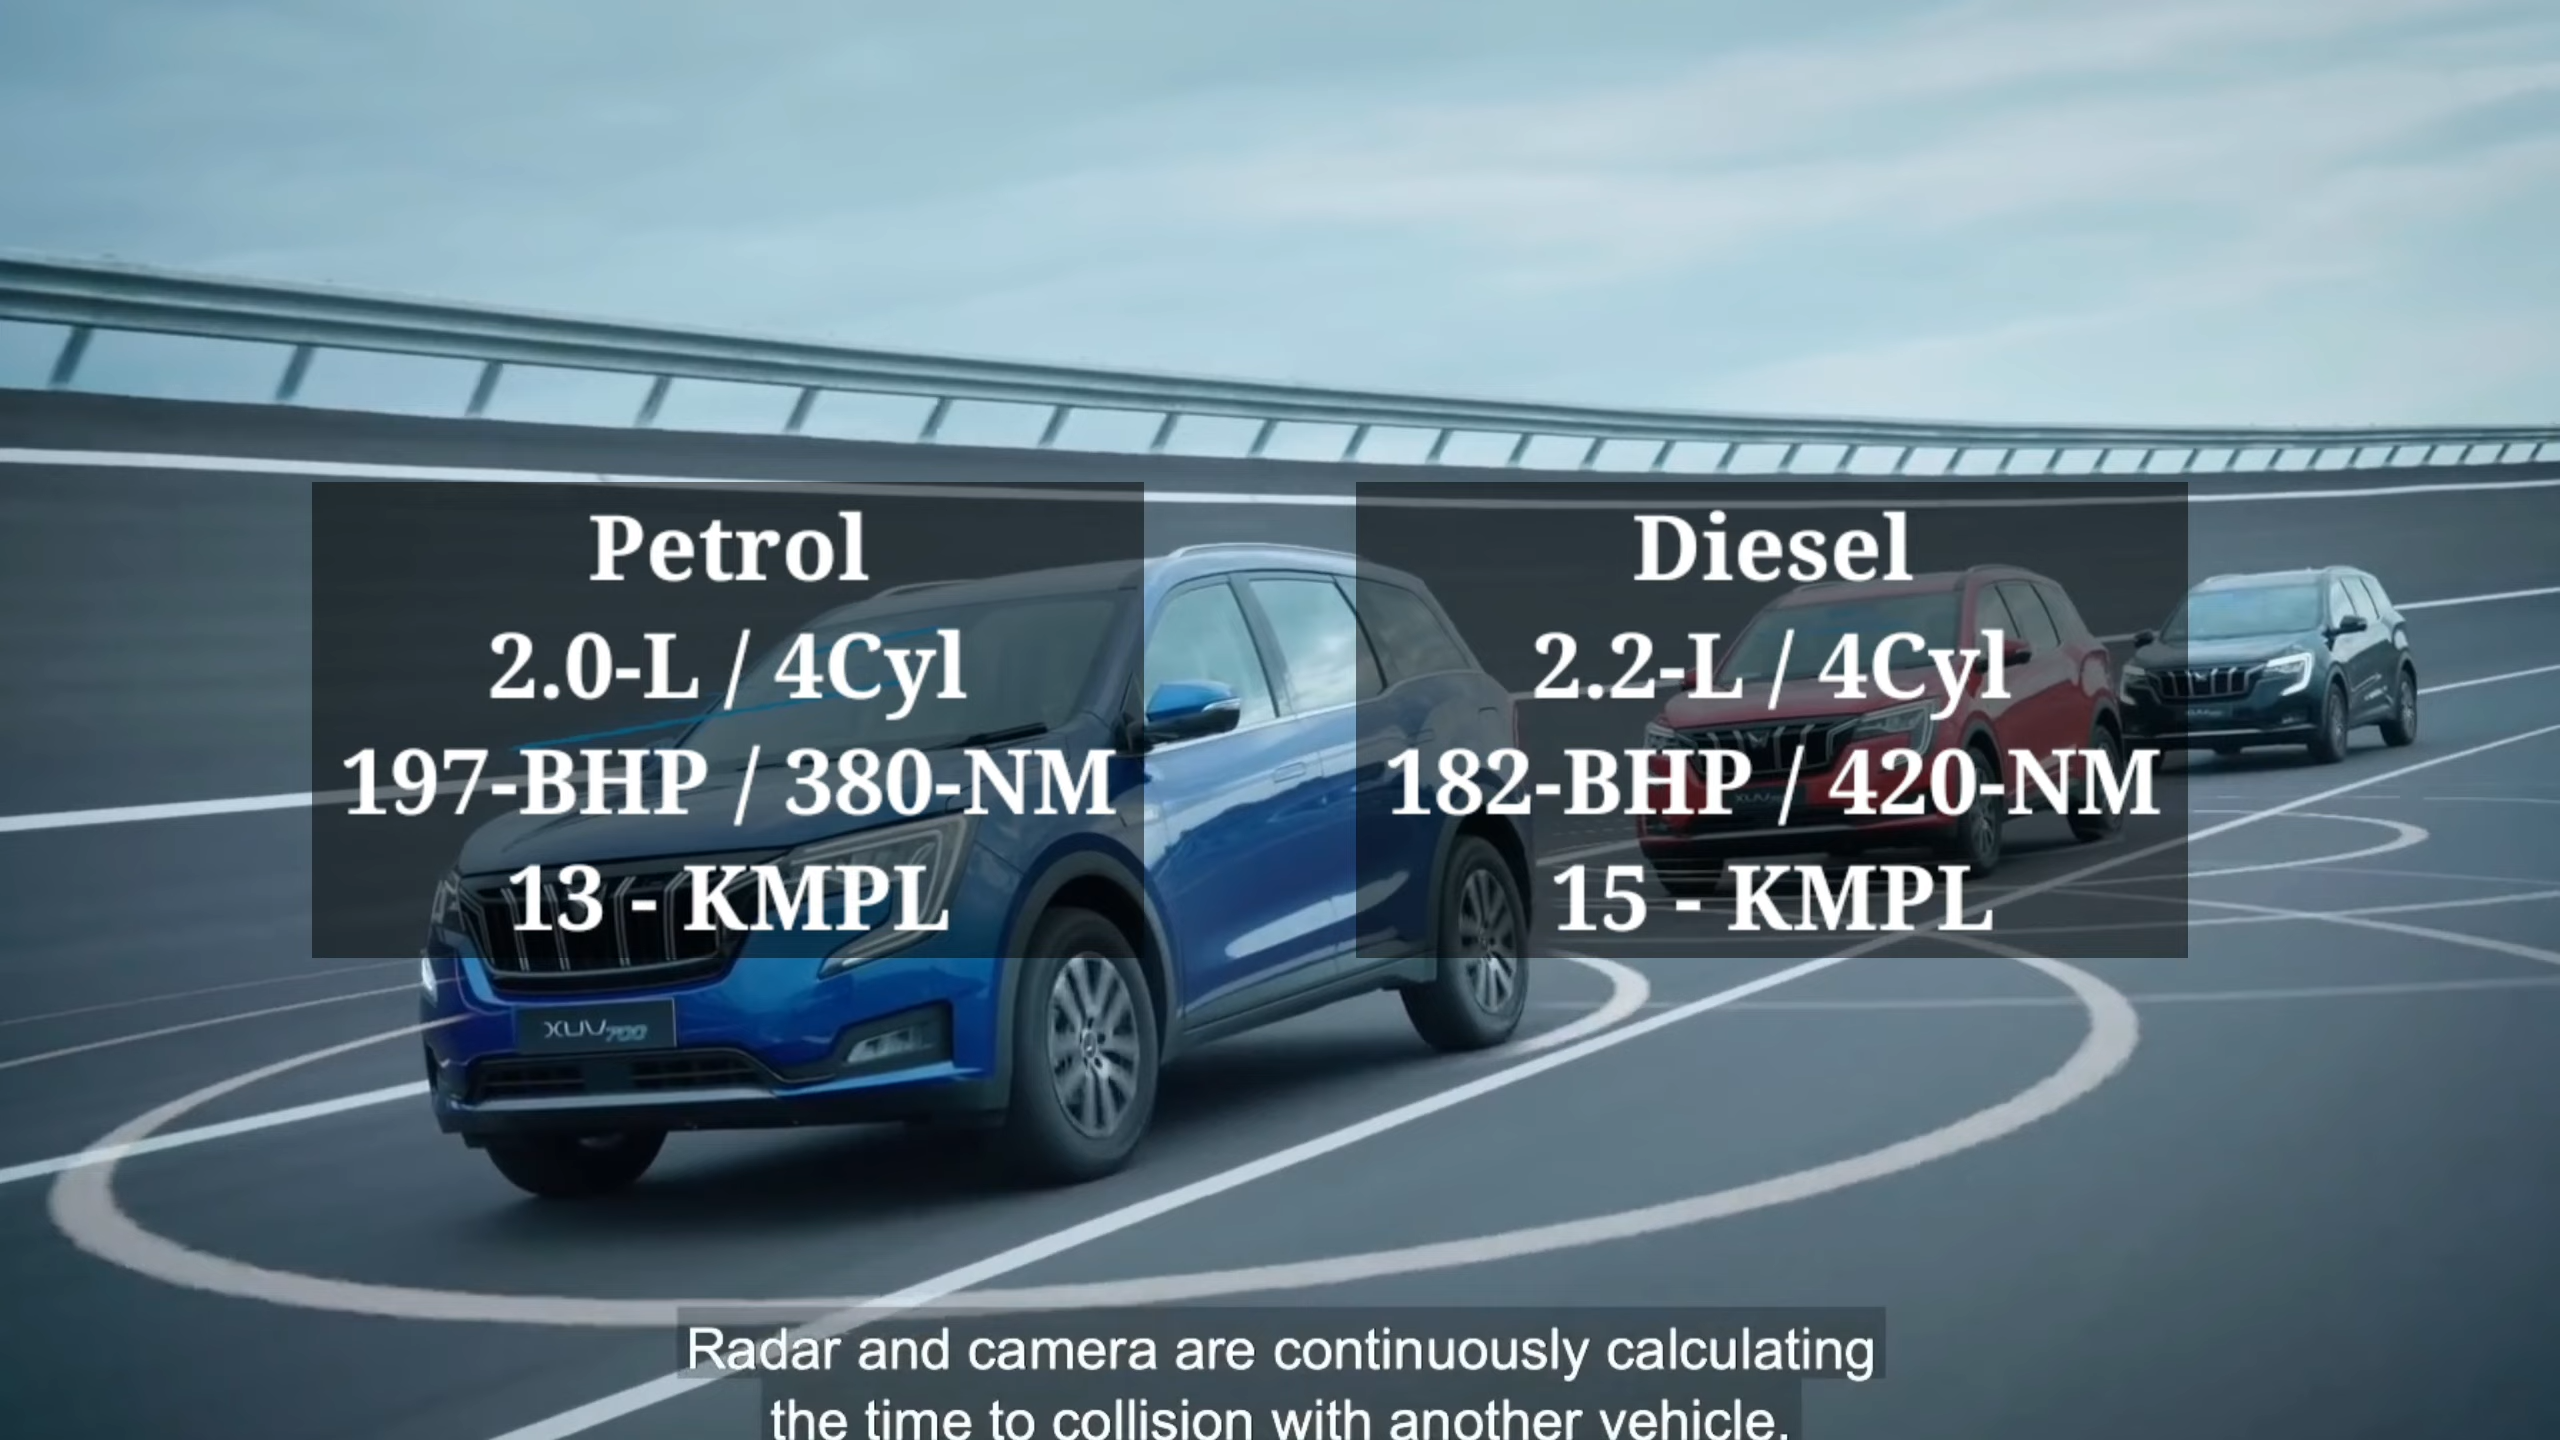 Petrol
2.0-L / 4Cyl
197-BHP / 380-NM
13 - KMPL
Diesel
2.2-L / 4Cyl
182-BHP / 420-NM
15 - KMPL
XUV700
Radar and camera are continuously calculating
the time to collision with another vehicle.